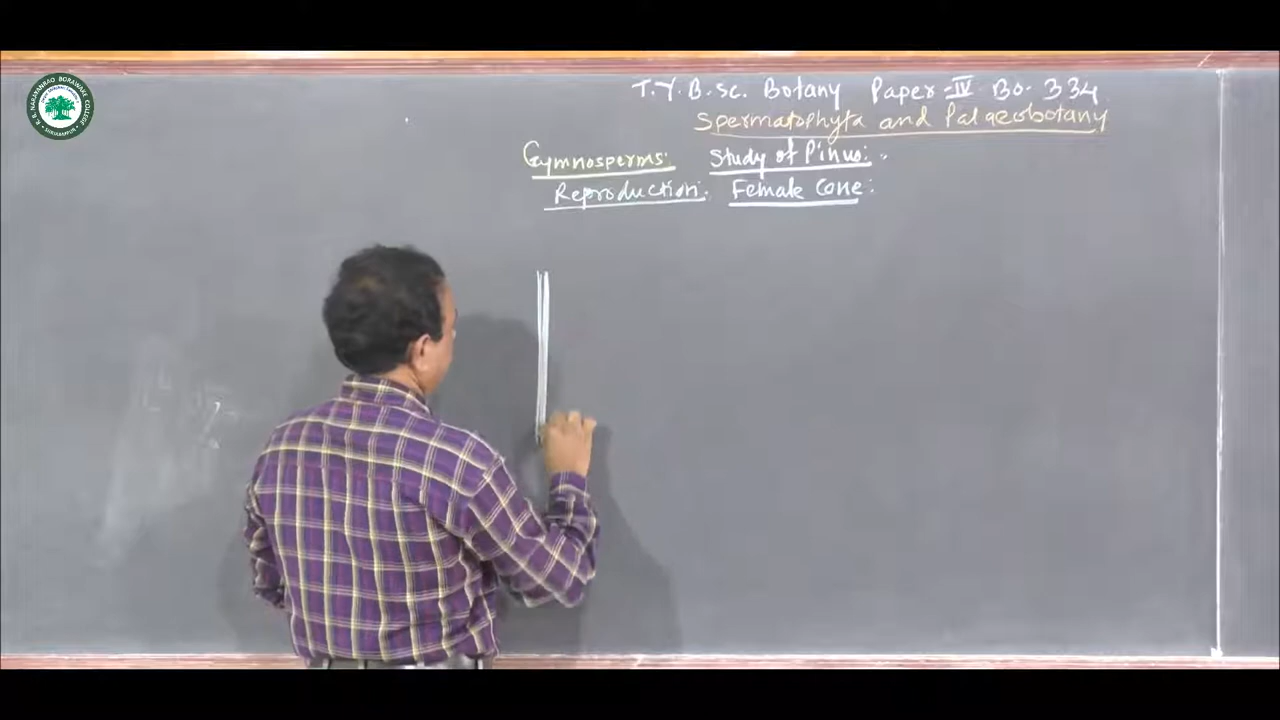 T.Y.B.Sc. Botany Paper-IV BO. 334
Spermatophyta and Palaeobotany
Gymnosperms: Study of Pinus:
Reproduction: Female Cone: